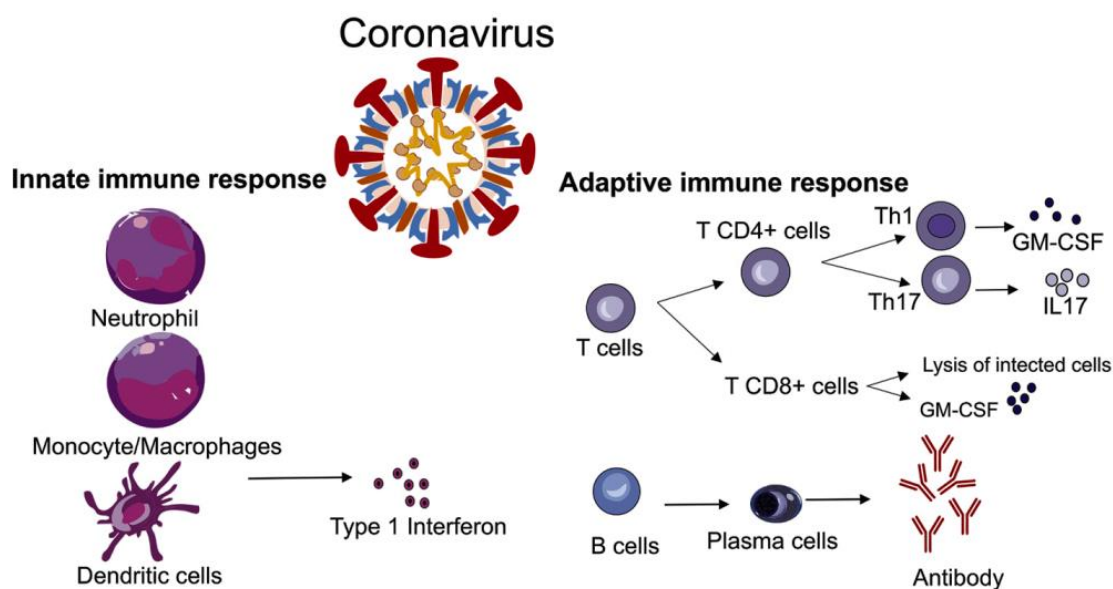 Coronavirus
Innate immune response
Neutrophil
Monocyte/Macrophages
Dendritic cells
Type 1 Interferon
Adaptive immune response
T cells
T CD4+ cells
Th1
GM-CSF
Th17
IL17
T CD8+ cells
Lysis of intected cells
GM-CSF
B cells
Plasma cells
Antibody